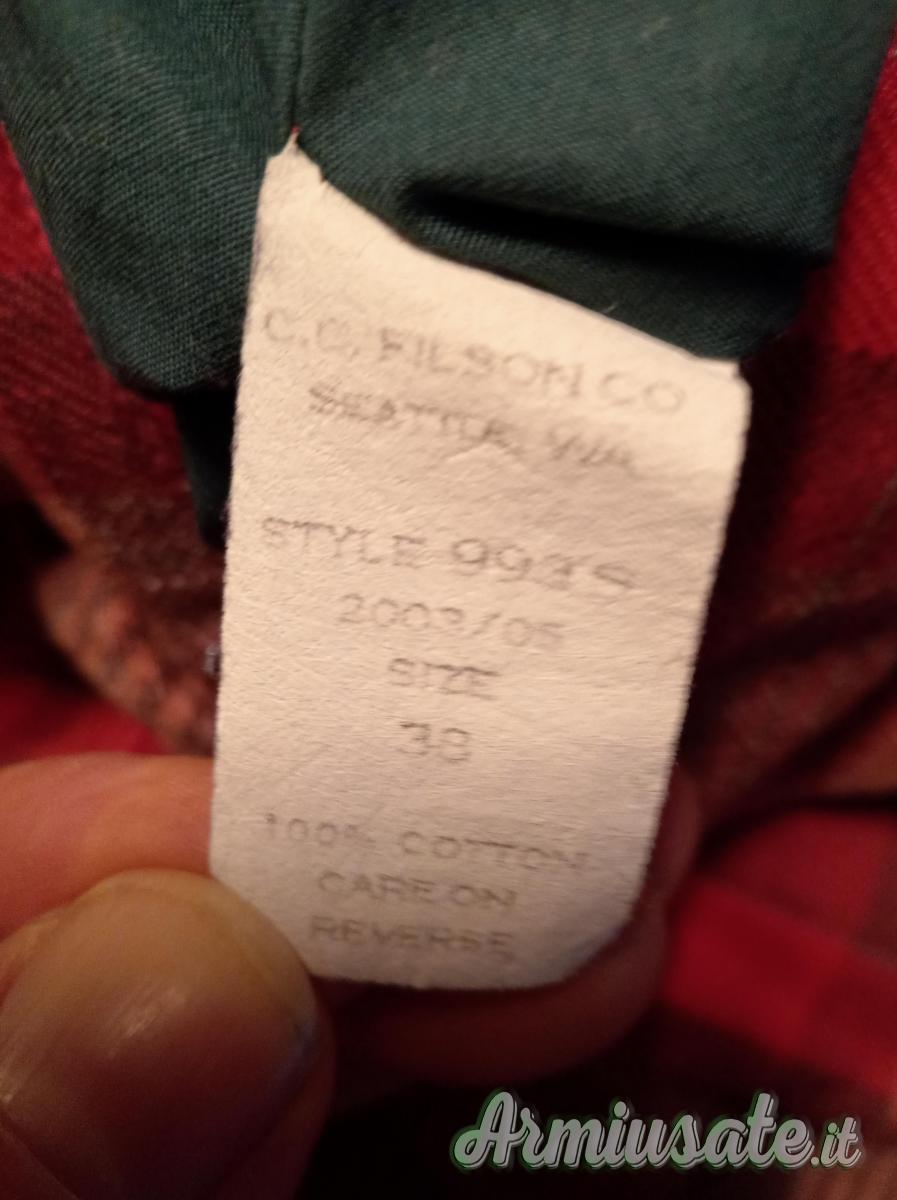 C.C. FILSON CO
SEATTLE, WA
STYLE
2003/05
SIZE
38
100% COTTON
CARE ON
REVERSE
Armiusate.it